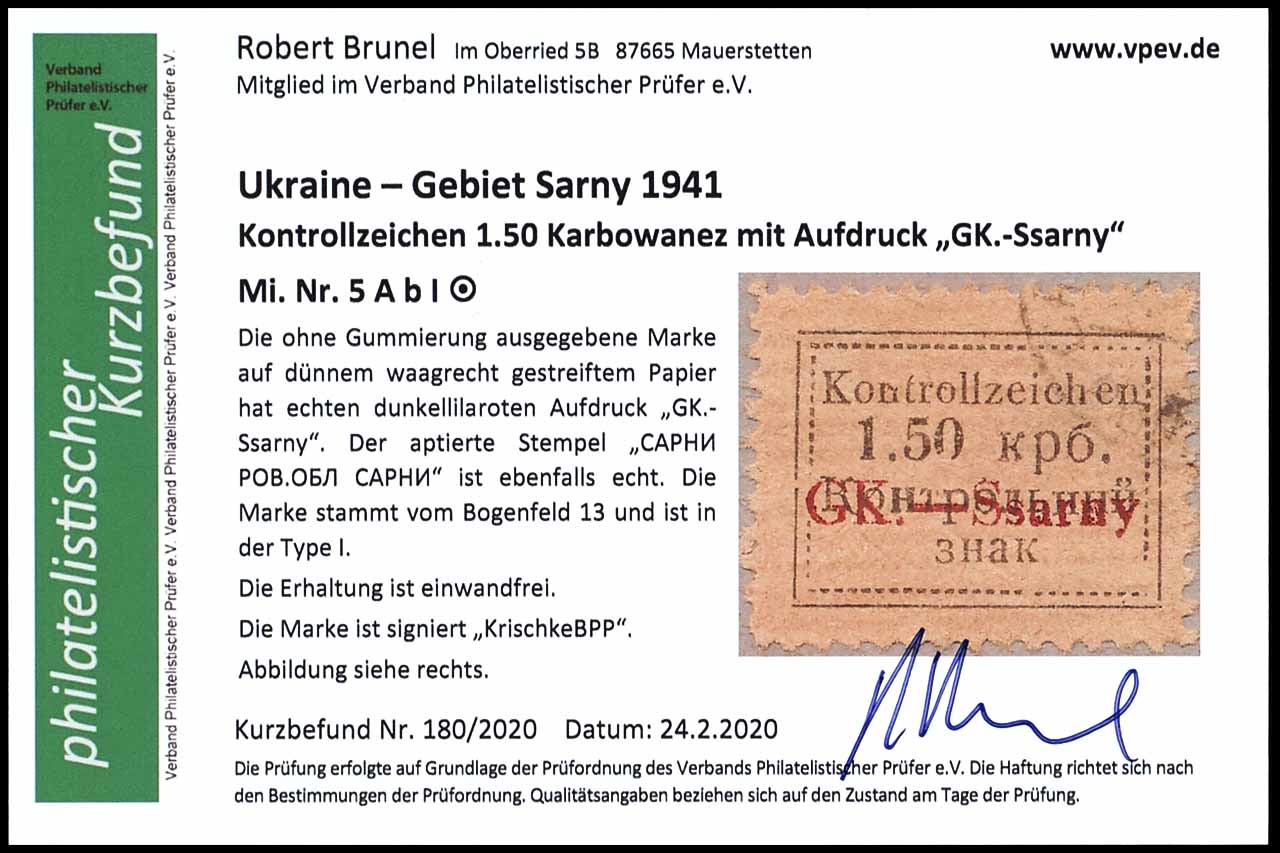 Verband
Philatelistischer
Prüfer e.V.
philatelistischer
Kurzbefund
Verband Philatelistischer Prüfer e.V. Verband Philatelistischer Prüfer e.V. Verband Philatelistischer Prüfer e.V. Verband Philatelistischer Prüfer e.V.
Robert Brunel Im Oberried 5B 87665 Mauerstetten
www.vpev.de
Mitglied im Verband Philatelistischer Prüfer e.V.
Ukraine – Gebiet Sarny 1941
Kontrollzeichen 1.50 Karbowanez mit Aufdruck „GK.-Ssarny“
Mi. Nr. 5 A b I ⊙
Die ohne Gummierung ausgegebene Marke
auf dünnem waagrecht gestreiftem Papier
hat echten dunkellilaroten Aufdruck „GK.-
Ssarny“. Der aptierte Stempel „САРНИ
РОВ.ОБЛ САРНИ“ ist ebenfalls echt. Die
Marke stammt vom Bogenfeld 13 und ist in
der Type I.
Die Erhaltung ist einwandfrei.
Die Marke ist signiert „KrischkeBPP“.
Abbildung siehe rechts.
Kontrollzeichen
1.50 крб.
Контрольний
GK.-Ssarny
знак
Kurzbefund Nr. 180/2020 Datum: 24.2.2020
Die Prüfung erfolgte auf Grundlage der Prüfordnung des Verbands Philatelistischer Prüfer e.V. Die Haftung richtet sich nach
den Bestimmungen der Prüfordnung. Qualitätsangaben beziehen sich auf den Zustand am Tage der Prüfung.